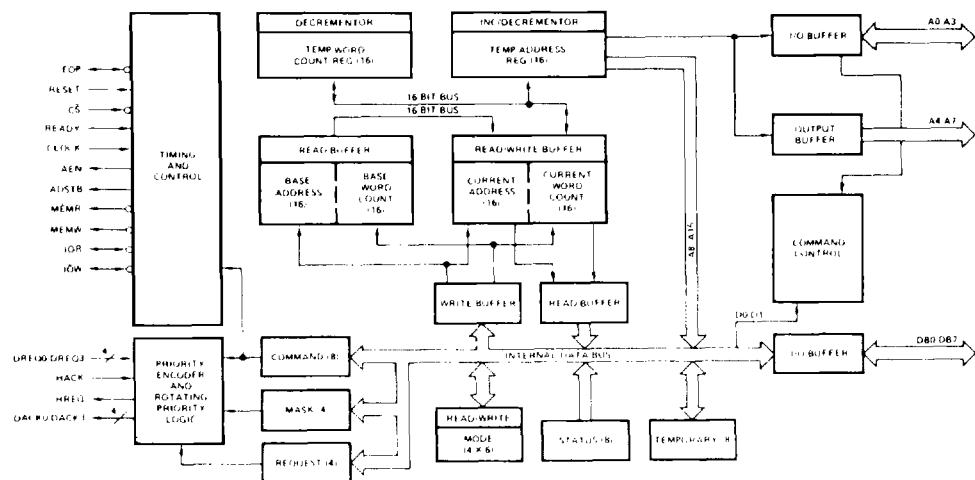 DECREMENTOR
TEMP WORD
COUNT REG (16)
INC/DECREMENTOR
TEMP ADDRESS
REG (16)
I/O BUFFER
A0 A3
16 BIT BUS
16 BIT BUS
EOP
RESET
CS
READY
CLOCK
AEN
ADSTB
MEMR
MEMW
IOR
IOW
TIMING
AND
CONTROL
READ BUFFER
BASE
ADDRESS
(16)
BASE
WORD
COUNT
(16)
READ WRITE BUFFER
CURRENT
ADDRESS
(16)
CURRENT
WORD
COUNT
(16)
OUTPUT
BUFFER
A4 A7
A8 A15
COMMAND
CONTROL
WRITE BUFFER
READ BUFFER
D0 D1
DREQ0 DREQ3
4
HACK
HREQ
4
PRIORITY
ENCODER
AND
ROTATING
PRIORITY
LOGIC
COMMAND (8)
MASK 4
REQUEST (4)
INTERNAL DATA BUS
I/O BUFFER
DB0 DB7
READ WRITE
MODE
(4 X 6)
STATUS (8)
TEMPORARY 8